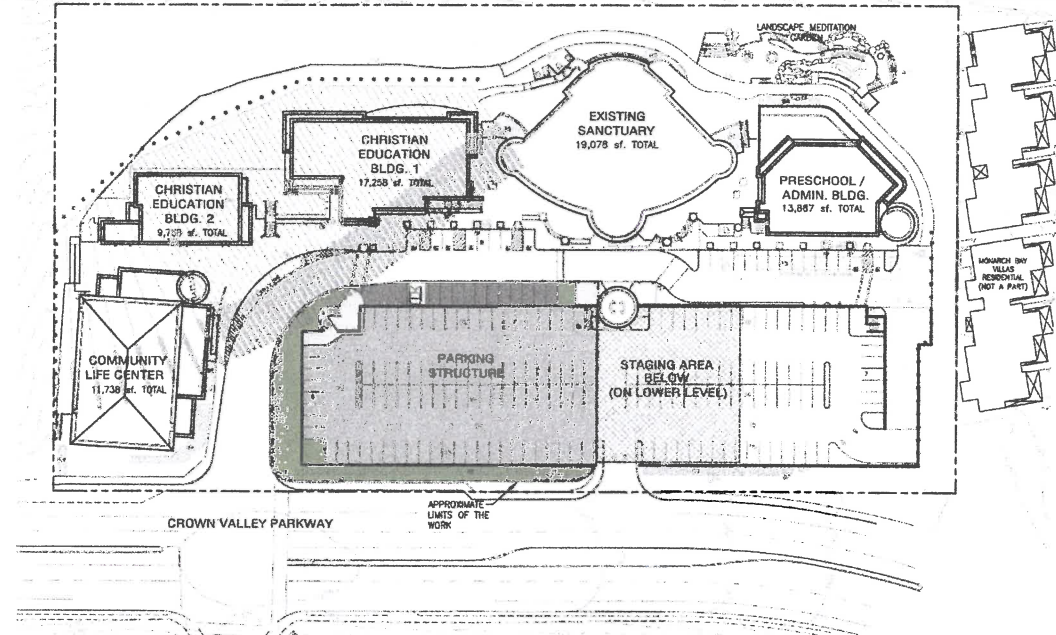 LANDSCAPE MEDITATION
GARDEN
EXISTING
SANCTUARY
19,078 sf. TOTAL
CHRISTIAN
EDUCATION
BLDG. 1
17,258 sf. TOTAL
PRESCHOOL /
ADMIN. BLDG.
13,867 sf. TOTAL
CHRISTIAN
EDUCATION
BLDG. 2
sf. TOTAL
MONARCH BAY
VILLAS
RESIDENTIAL
(NOT A PART)
COMMUNITY
LIFE CENTER
11,738 sf. TOTAL
PARKING
STRUCTURE
STAGING AREA
BELOW
(ON LOWER LEVEL)
APPROXIMATE
LIMITS OF THE
WORK
CROWN VALLEY PARKWAY